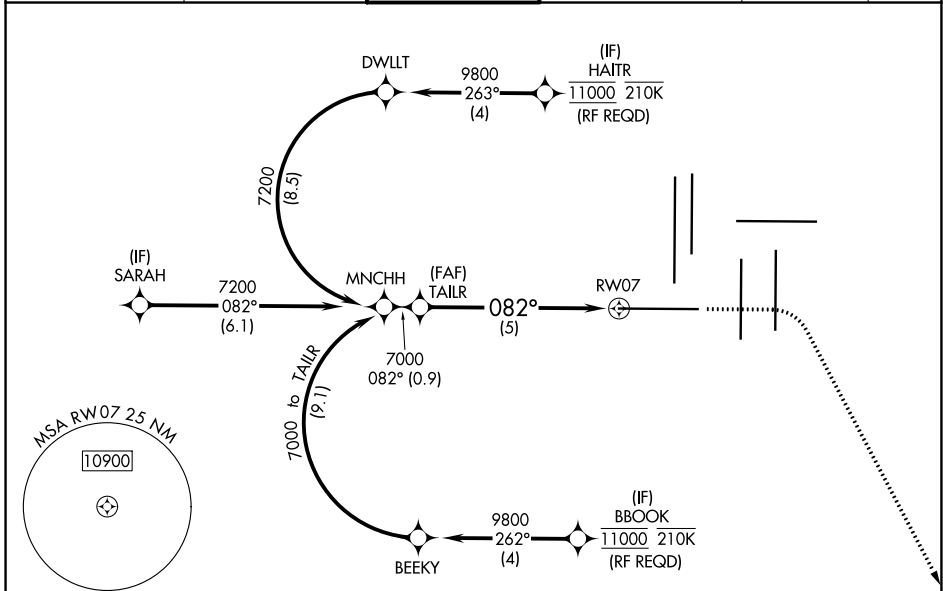 DWLLT
9800
263°
(4)
(IF)
HAITR
11000 210K
(RF REQD)
7200
(8.5)
(IF)
SARAH
7200
082°
(6.1)
MNCHH
(FAF)
TAILR
082°
(5)
RW07
7000
082° (0.9)
7000 to TAILR
(9.1)
MSA RW07 25 NM
10900
BEEKY
9800
262°
(4)
(IF)
BBOOK
11000 210K
(RF REQD)